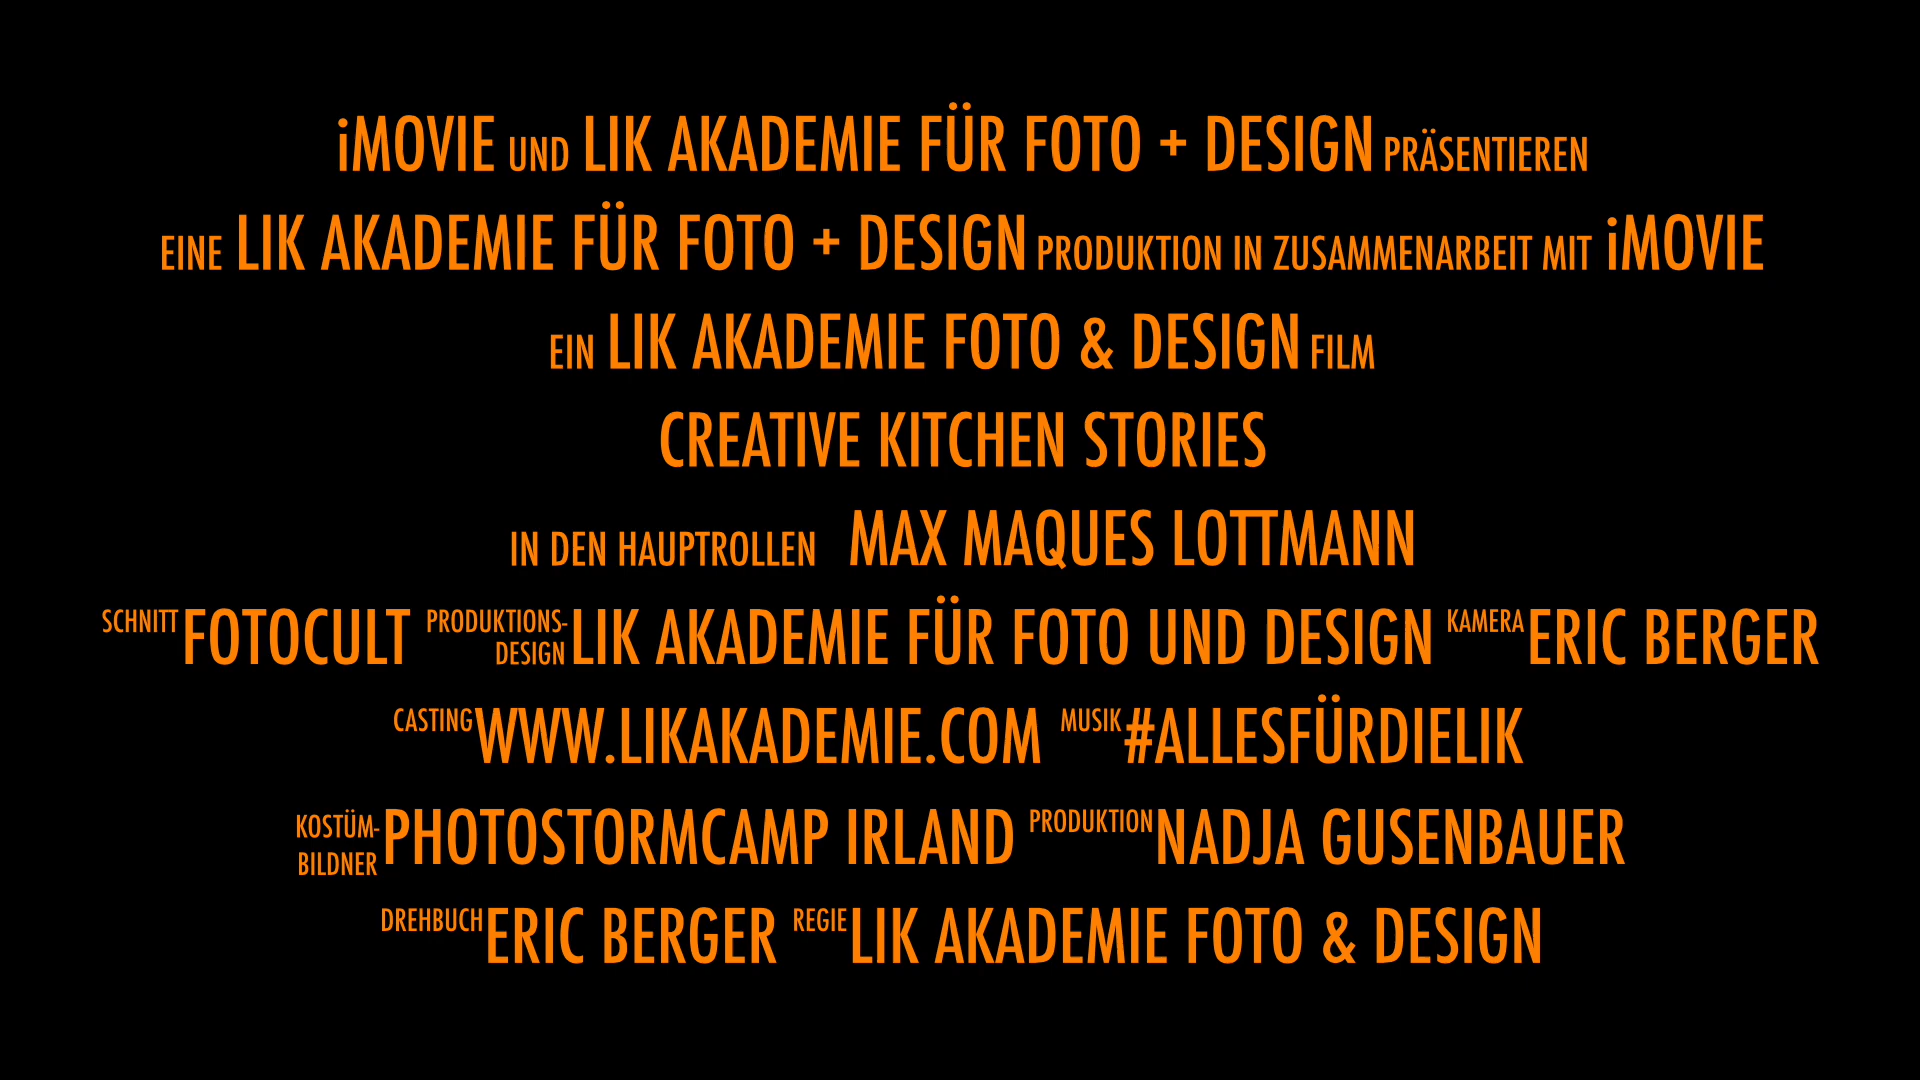 iMOVIE UND LIK AKADEMIE FÜR FOTO + DESIGN PRÄSENTIEREN
EINE LIK AKADEMIE FÜR FOTO + DESIGN PRODUKTION IN ZUSAMMENARBEIT MIT iMOVIE
EIN LIK AKADEMIE FOTO & DESIGN FILM
CREATIVE KITCHEN STORIES
IN DEN HAUPTROLLEN MAX MAQUES LOTTMANN
SCHNITT FOTOCULT PRODUKTIONS-DESIGN LIK AKADEMIE FÜR FOTO UND DESIGN KAMERA ERIC BERGER
CASTING WWW.LIKAKADEMIE.COM MUSIK #ALLESFÜRDIELIK
KOSTÜM-BILDNER PHOTOSTORMCAMP IRLAND PRODUKTION NADJA GUSENBAUER
DREHBUCH ERIC BERGER REGIE LIK AKADEMIE FOTO & DESIGN